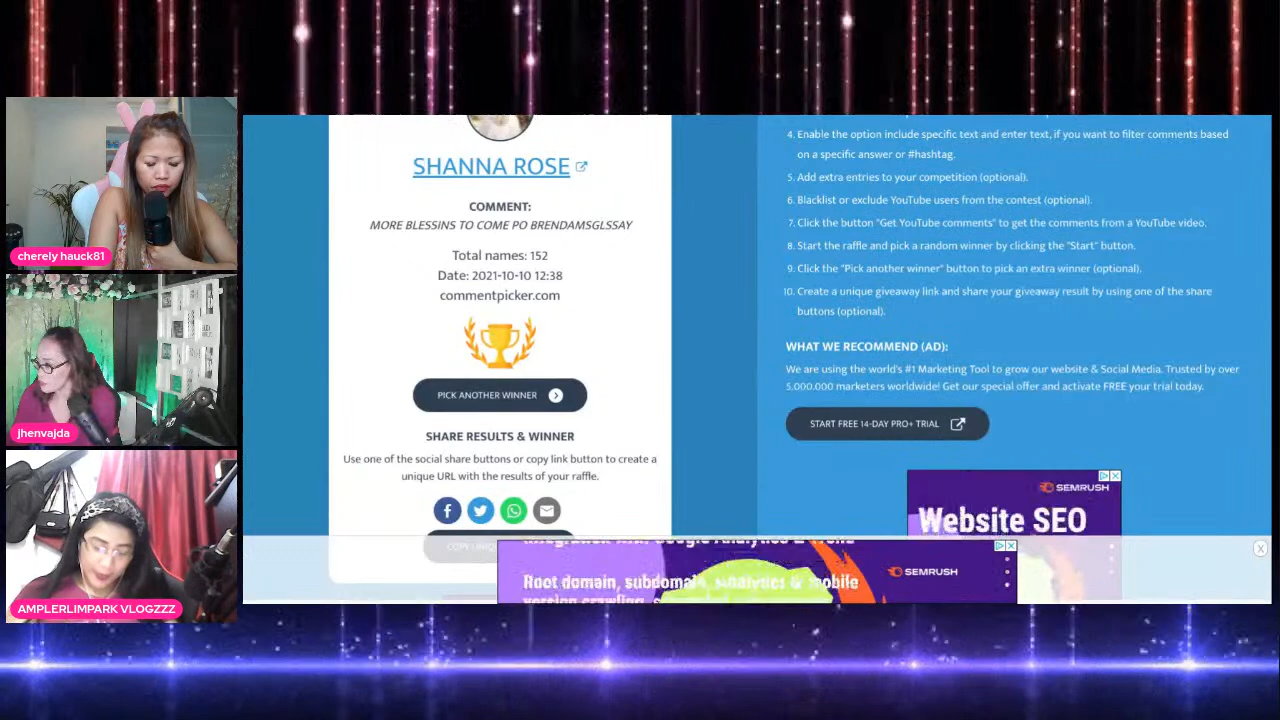 cherely hauck81
jhenvajda
AMPLERLIMPARK VLOGZZZ
SHANNA ROSE
COMMENT:
MORE BLESSINS TO COME PO BRENDAMSGLSSAY
Total names: 152
Date: 2021-10-10 12:38
commentpicker.com
PICK ANOTHER WINNER
SHARE RESULTS & WINNER
Use one of the social share buttons or copy link button to create a
unique URL with the results of your raffle.
4. Enable the option include specific text and enter text, if you want to filter comments based
on a specific answer or #hashtag.
5. Add extra entries to your competition (optional).
6. Blacklist or exclude YouTube users from the contest (optional).
7. Click the button "Get YouTube comments" to get the comments from a YouTube video.
8. Start the raffle and pick a random winner by clicking the "Start" button.
9. Click the "Pick another winner" button to pick an extra winner (optional).
10. Create a unique giveaway link and share your giveaway result by using one of the share
buttons (optional).
WHAT WE RECOMMEND (AD):
We are using the world's #1 Marketing Tool to grow our website & Social Media. Trusted by over
5.000.000 marketers worldwide! Get our special offer and activate FREE your trial today.
START FREE 14-DAY PRO+ TRIAL
SEMRUSH
Website SEO
Root domain, subdomain, analytics & mobile
version crawling
SEMRUSH